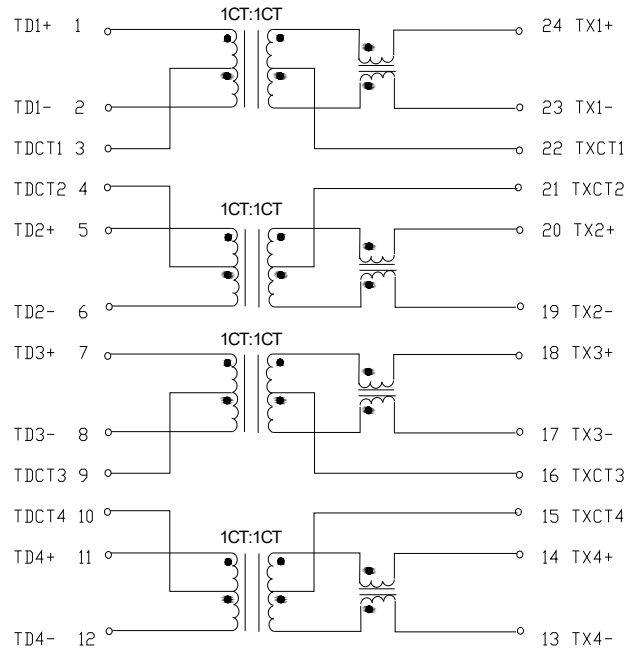 1CT:1CT
TD1+ 1 24 TX1+
TD1- 2 23 TX1-
TDCT1 3 22 TXCT1
TDCT2 4 21 TXCT2
1CT:1CT
TD2+ 5 20 TX2+
TD2- 6 19 TX2-
1CT:1CT
TD3+ 7 18 TX3+
TD3- 8 17 TX3-
TDCT3 9 16 TXCT3
TDCT4 10 15 TXCT4
1CT:1CT
TD4+ 11 14 TX4+
TD4- 12 13 TX4-